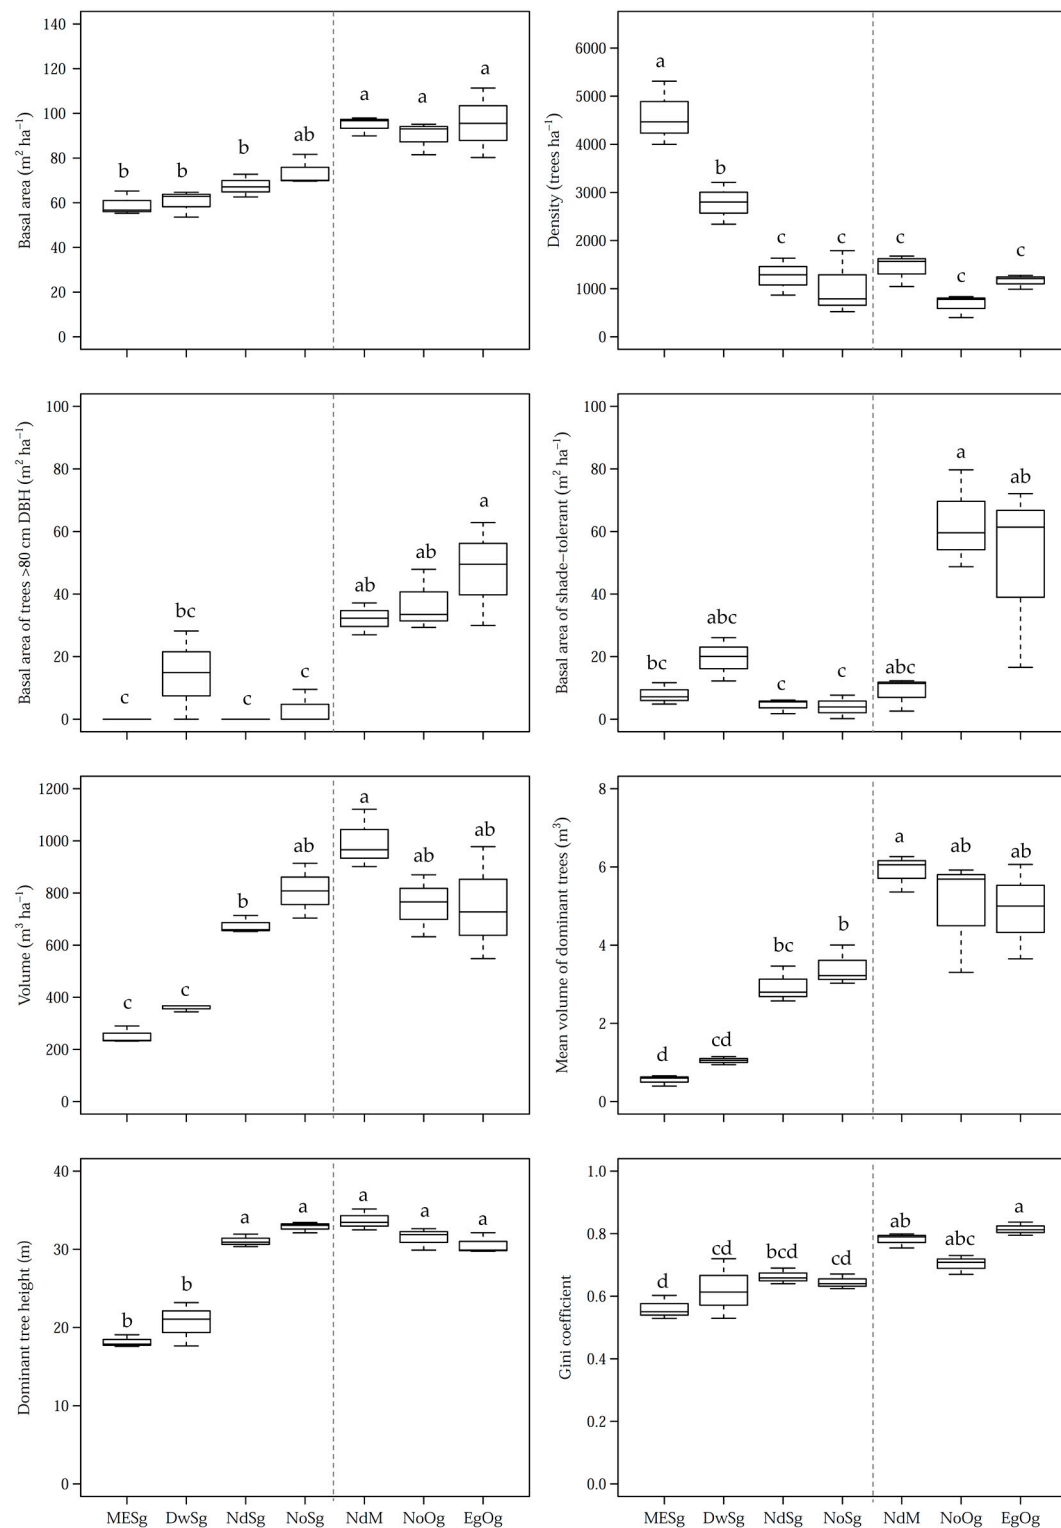 Basal area (m² ha⁻¹)
140
120
100
80
60
40
20
0
b
b
b
ab
a
a
a
Density (trees ha⁻¹)
6000
5000
4000
3000
2000
1000
0
a
b
c
c
c
c
c
Basal area of trees >80 cm DBH (m² ha⁻¹)
100
80
60
40
20
0
c
bc
c
c
ab
ab
a
Basal area of shade−tolerant (m² ha⁻¹)
100
80
60
40
20
0
bc
abc
c
c
abc
a
ab
Volume (m³ ha⁻¹)
1200
1000
800
600
400
200
0
c
c
b
ab
a
ab
ab
Mean volume of dominant trees (m³)
8
6
4
2
0
d
cd
bc
b
a
ab
ab
Dominant tree height (m)
40
30
20
10
0
b
b
a
a
a
a
a
MESg DwSg NdSg NoSg NdM NoOg EgOg
Gini coefficient
1.0
0.8
0.6
0.4
0.2
0.0
d
cd
bcd
cd
ab
abc
a
MESg DwSg NdSg NoSg NdM NoOg EgOg